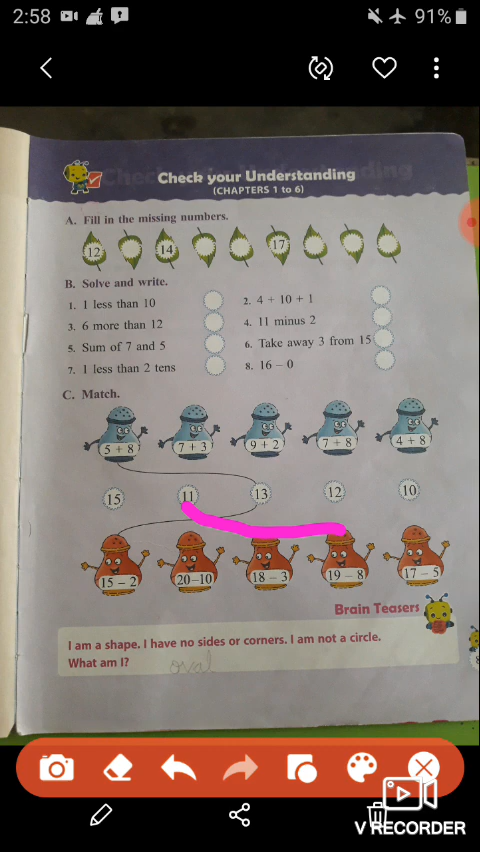 2:58
91%
Check your Understanding
(CHAPTERS 1 to 6)
A. Fill in the missing numbers.
12 14 17
B. Solve and write.
1. 1 less than 10 2. 4 + 10 + 1
3. 6 more than 12 4. 11 minus 2
5. Sum of 7 and 5 6. Take away 3 from 15
7. 1 less than 2 tens 8. 16 – 0
C. Match.
5 + 8 7 + 3 9 + 2 7 + 8 4 + 8
15 11 13 12 10
15 – 2 20–10 18 – 3 19 – 8 17 – 5
Brain Teasers
I am a shape. I have no sides or corners. I am not a circle.
What am I? oval
V RECORDER